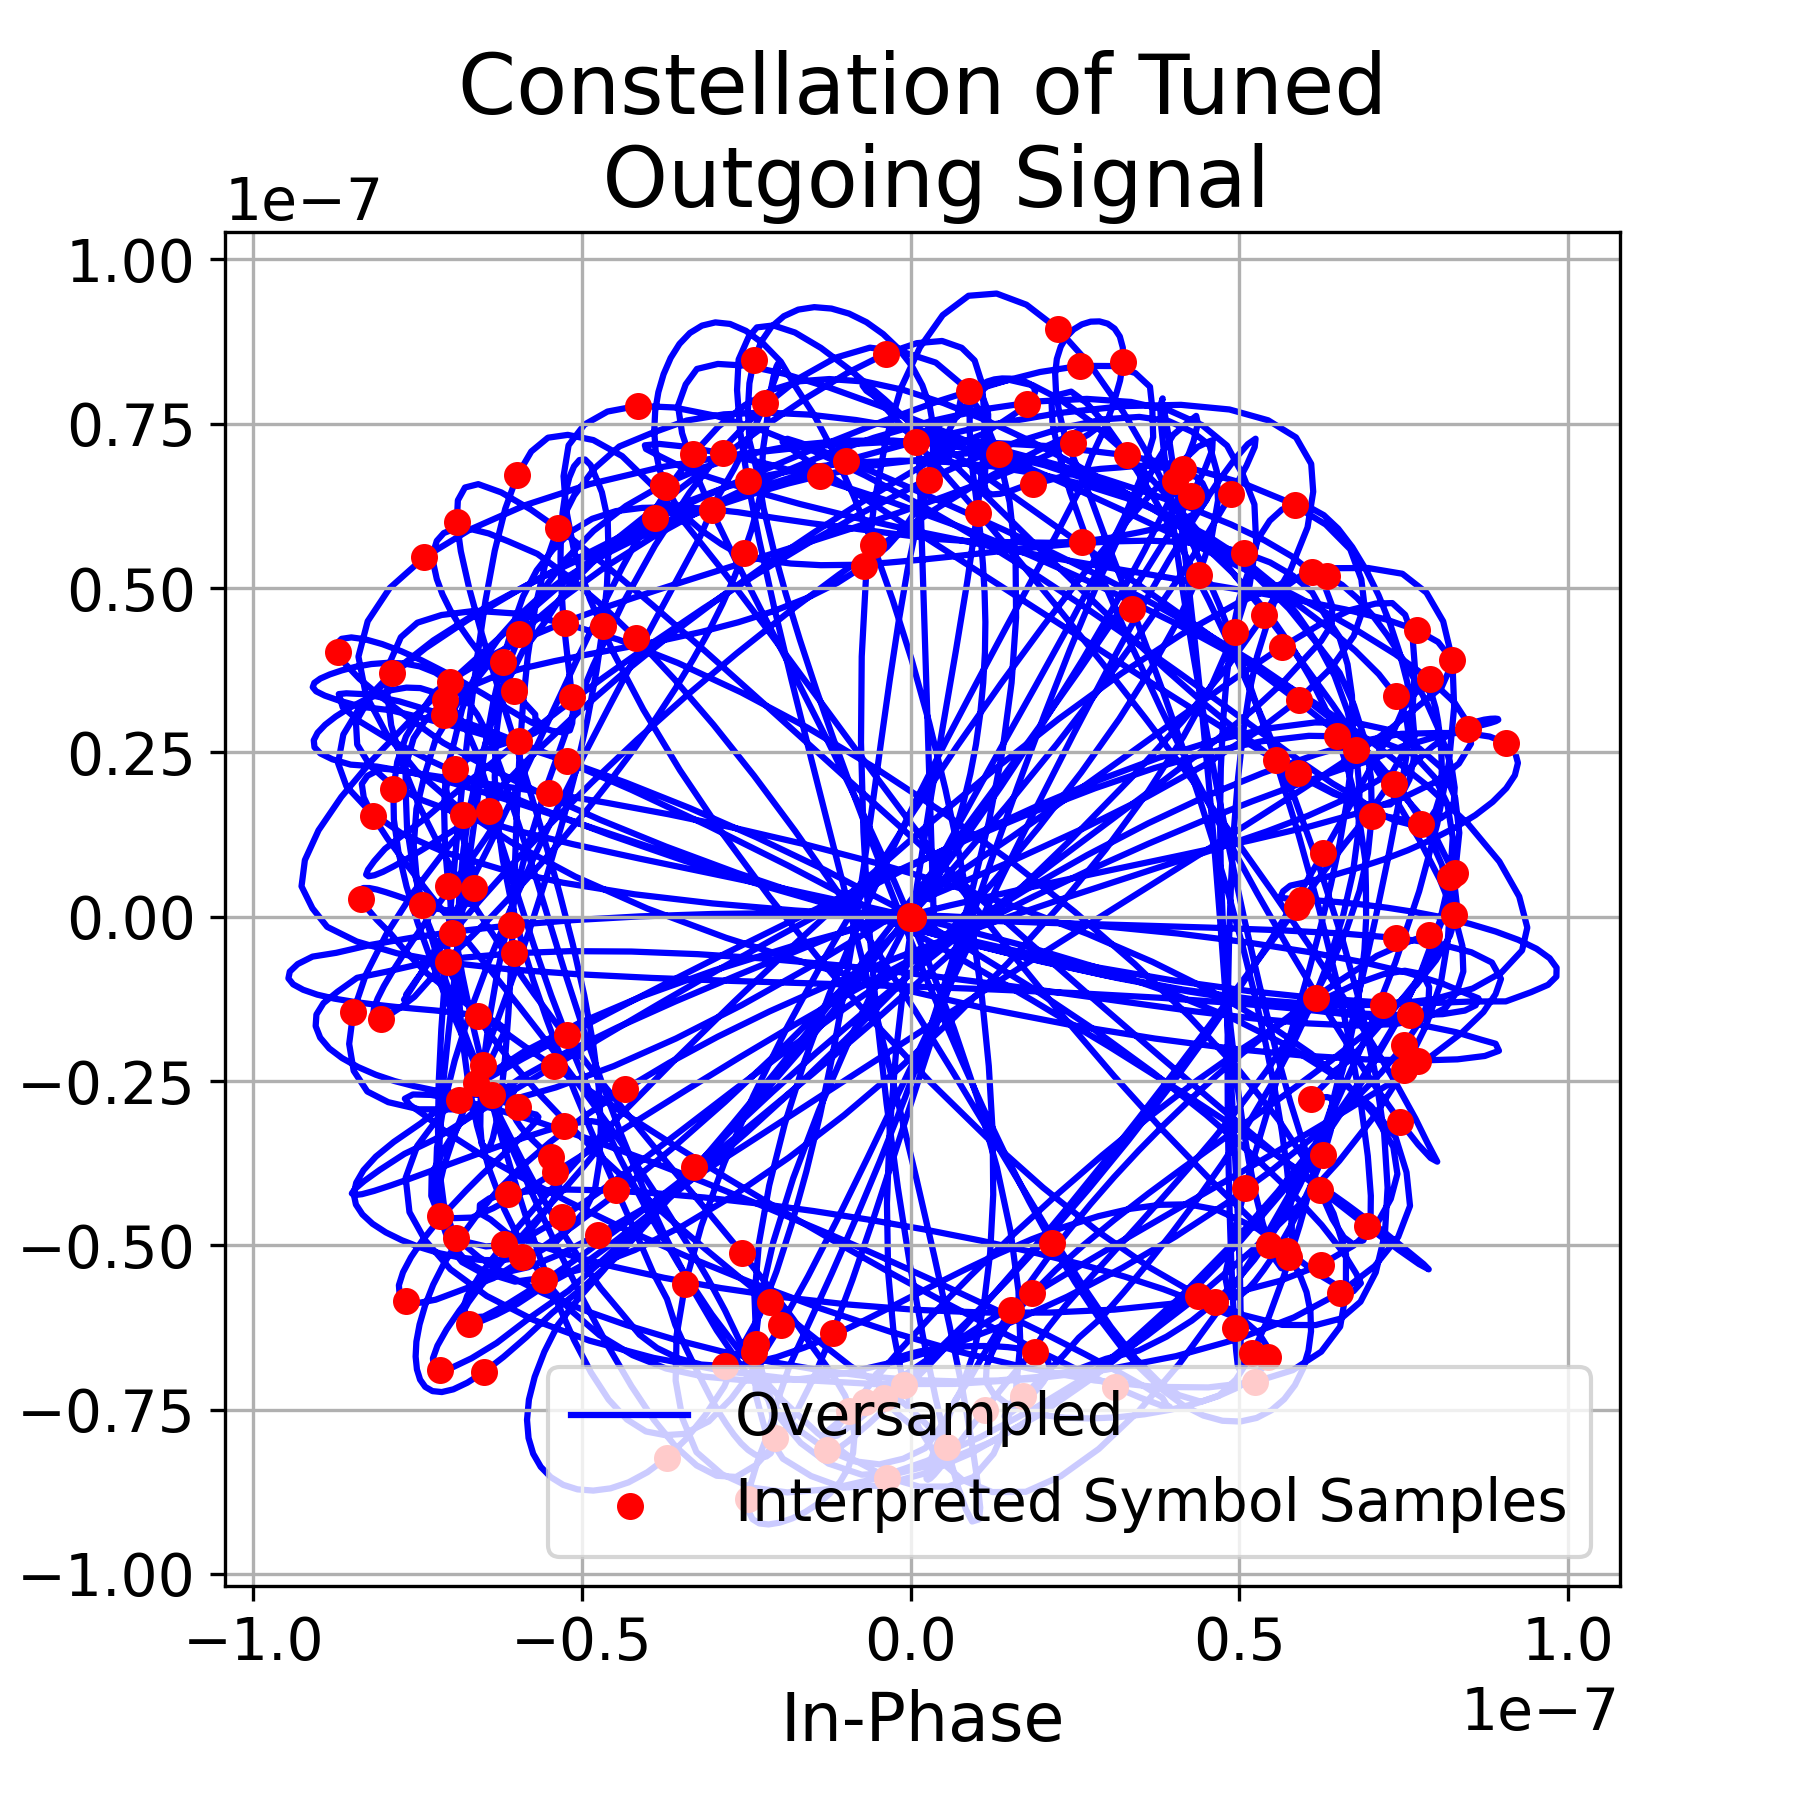 Constellation of Tuned
Outgoing Signal
1e−7
1.00
0.75
0.50
0.25
0.00
−0.25
−0.50
−0.75
−1.00
Oversampled
Interpreted Symbol Samples
−1.0 −0.5 0.0 0.5 1.0
In-Phase
1e−7